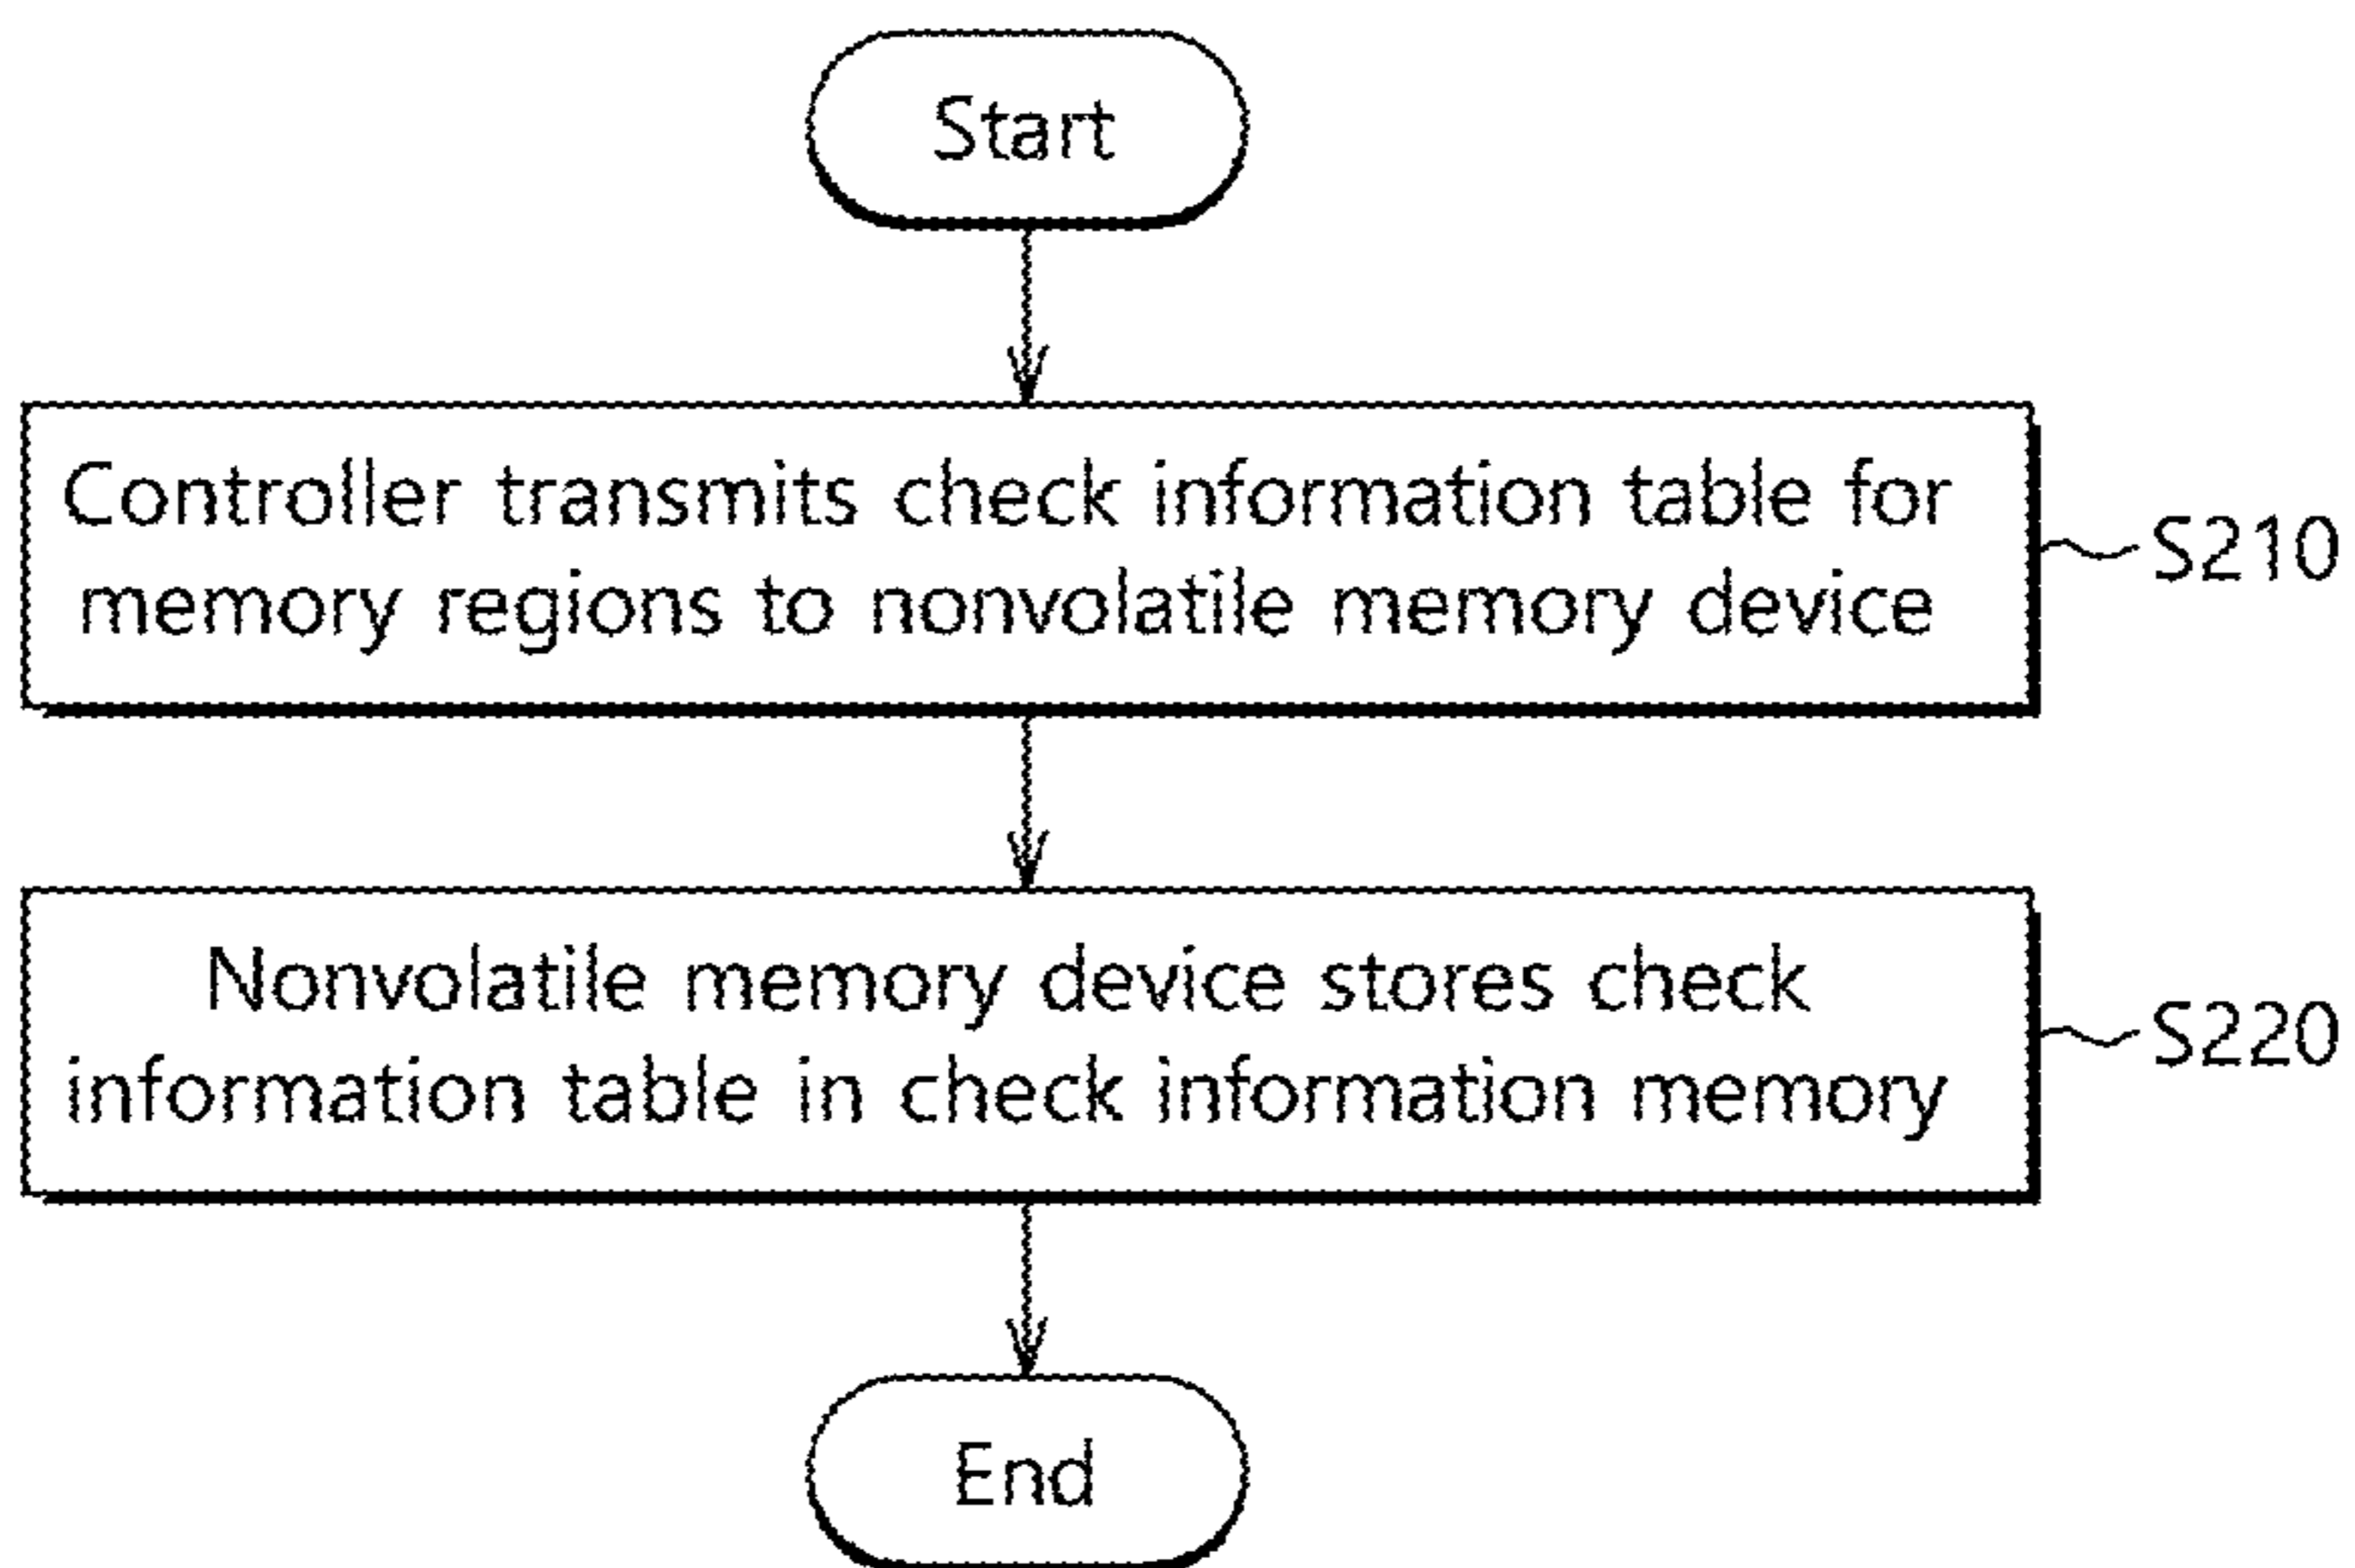 Start
Controller transmits check information table for
memory regions to nonvolatile memory device
S210
Nonvolatile memory device stores check
information table in check information memory
S220
End